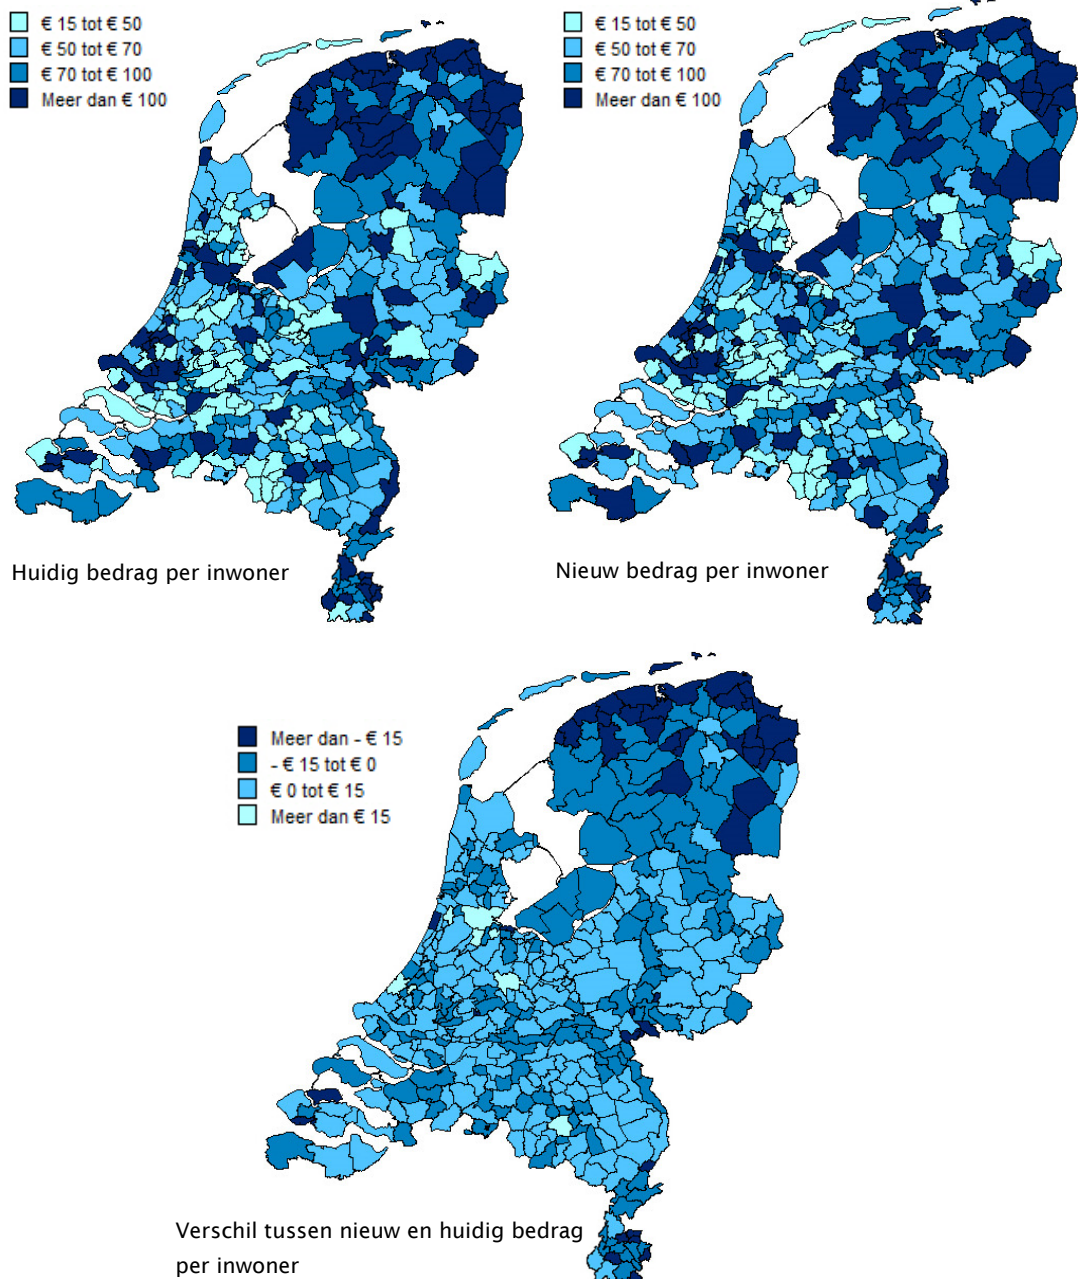 € 15 tot € 50
€ 50 tot € 70
€ 70 tot € 100
Meer dan € 100
Huidig bedrag per inwoner
€ 15 tot € 50
€ 50 tot € 70
€ 70 tot € 100
Meer dan € 100
Nieuw bedrag per inwoner
Meer dan - € 15
- € 15 tot € 0
€ 0 tot € 15
Meer dan € 15
Verschil tussen nieuw en huidig bedrag
per inwoner